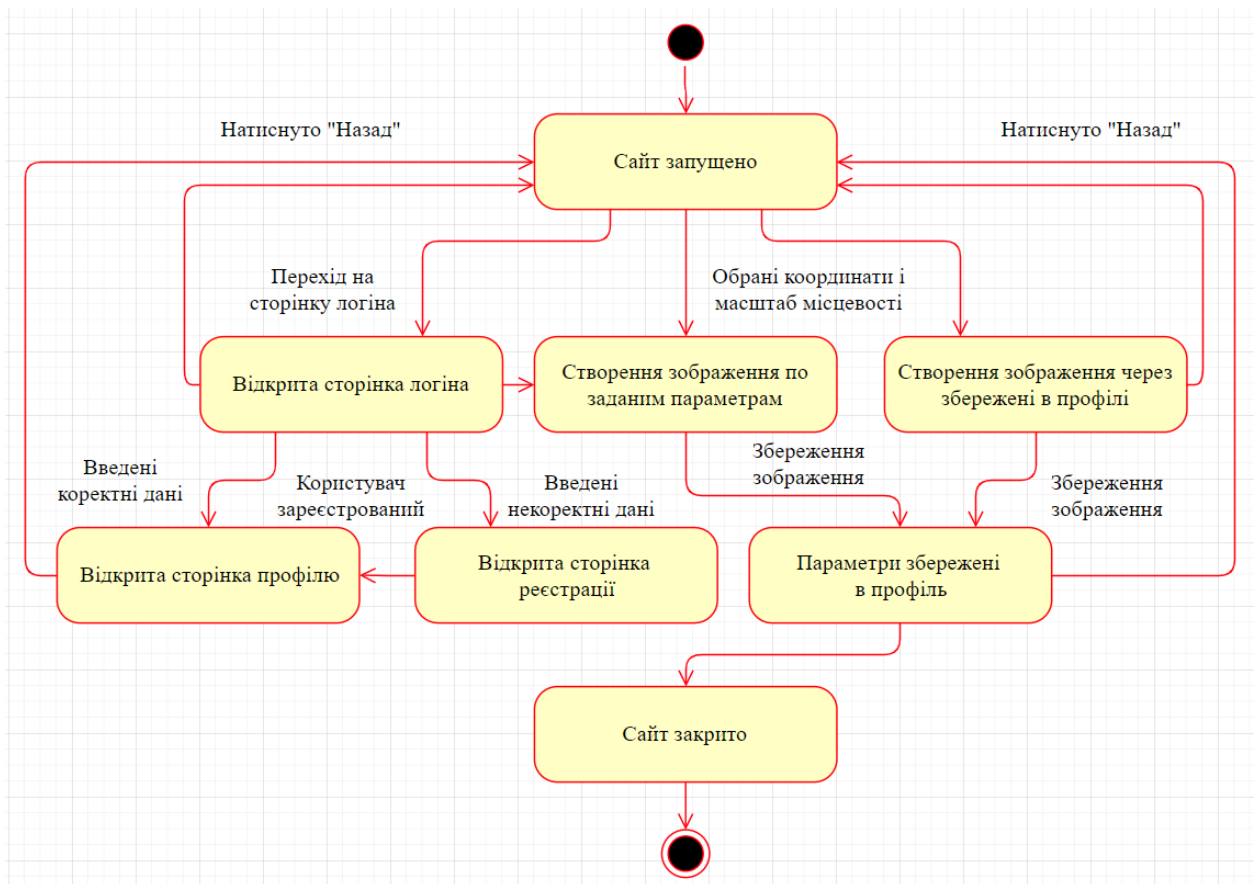 Натиснуто "Назад"
Натиснуто "Назад"
Сайт запущено
Перехід на
сторінку логіна
Обрані координати і
масштаб місцевості
Відкрита сторінка логіна
Створення зображення по
заданим параметрам
Створення зображення через
збережені в профілі
Введені
коректні дані
Користувач
зареєстрований
Введені
некоректні дані
Збереження
зображення
Збереження
зображення
Відкрита сторінка профілю
Відкрита сторінка
реєстрації
Параметри збережені
в профіль
Сайт закрито